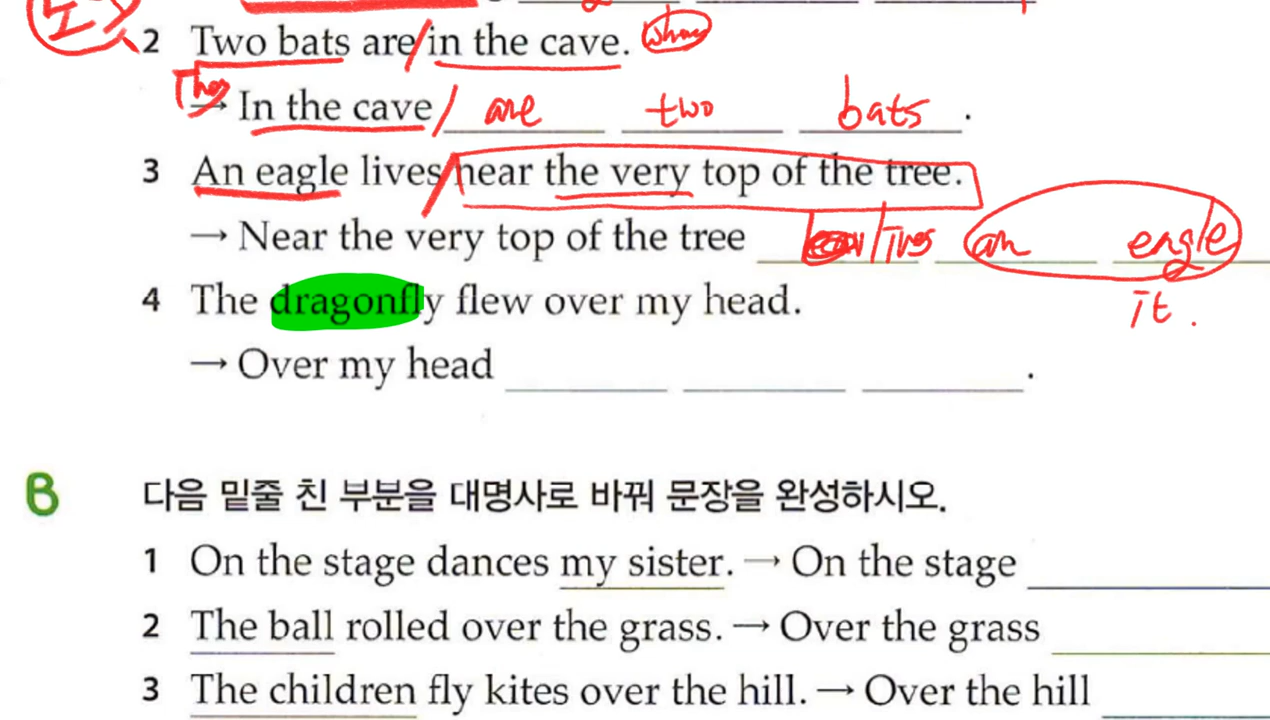 2 Two bats are/in the cave.
→ In the cave/ are two bats.
3 An eagle lives/near the very top of the tree.
→ Near the very top of the tree /lives an eagle
it.
4 The dragonfly flew over my head.
→ Over my head ______ ______ ______.
B 다음 밑줄 친 부분을 대명사로 바꿔 문장을 완성하시오.
1 On the stage dances my sister. → On the stage
2 The ball rolled over the grass. → Over the grass
3 The children fly kites over the hill. → Over the hill